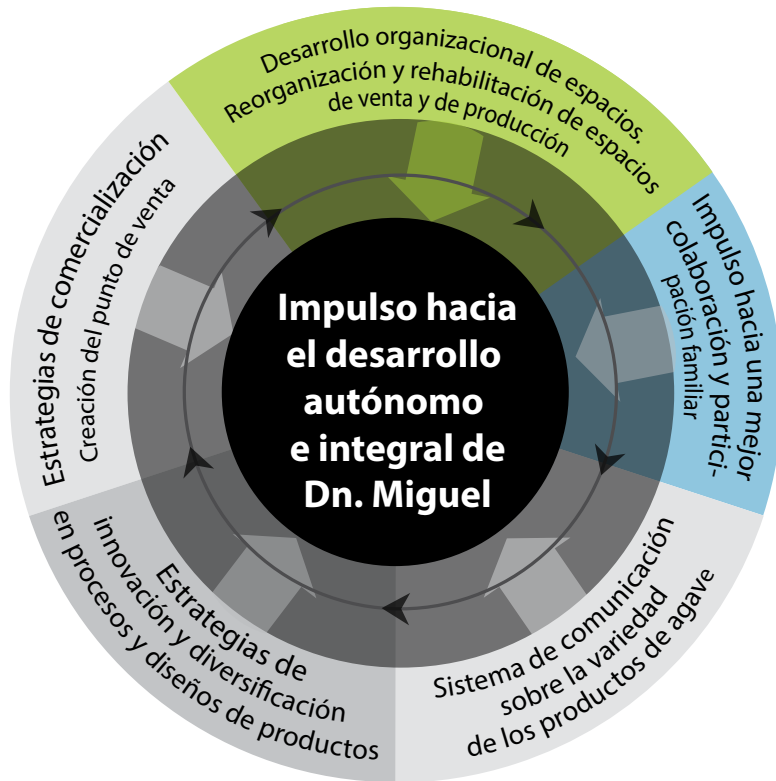 Desarrollo organizacional de espacios.
Reorganización y rehabilitación de espacios
de venta y de producción
Impulso hacia una mejor
colaboración y partici-
pación familiar
Sistema de comunicación
sobre la variedad
de los productos de agave
Estrategias de
innovación y diversificación
en procesos y diseños de productos
Estrategias de comercialización
Creación del punto de venta
Impulso hacia
el desarrollo
autónomo
e integral de
Dn. Miguel